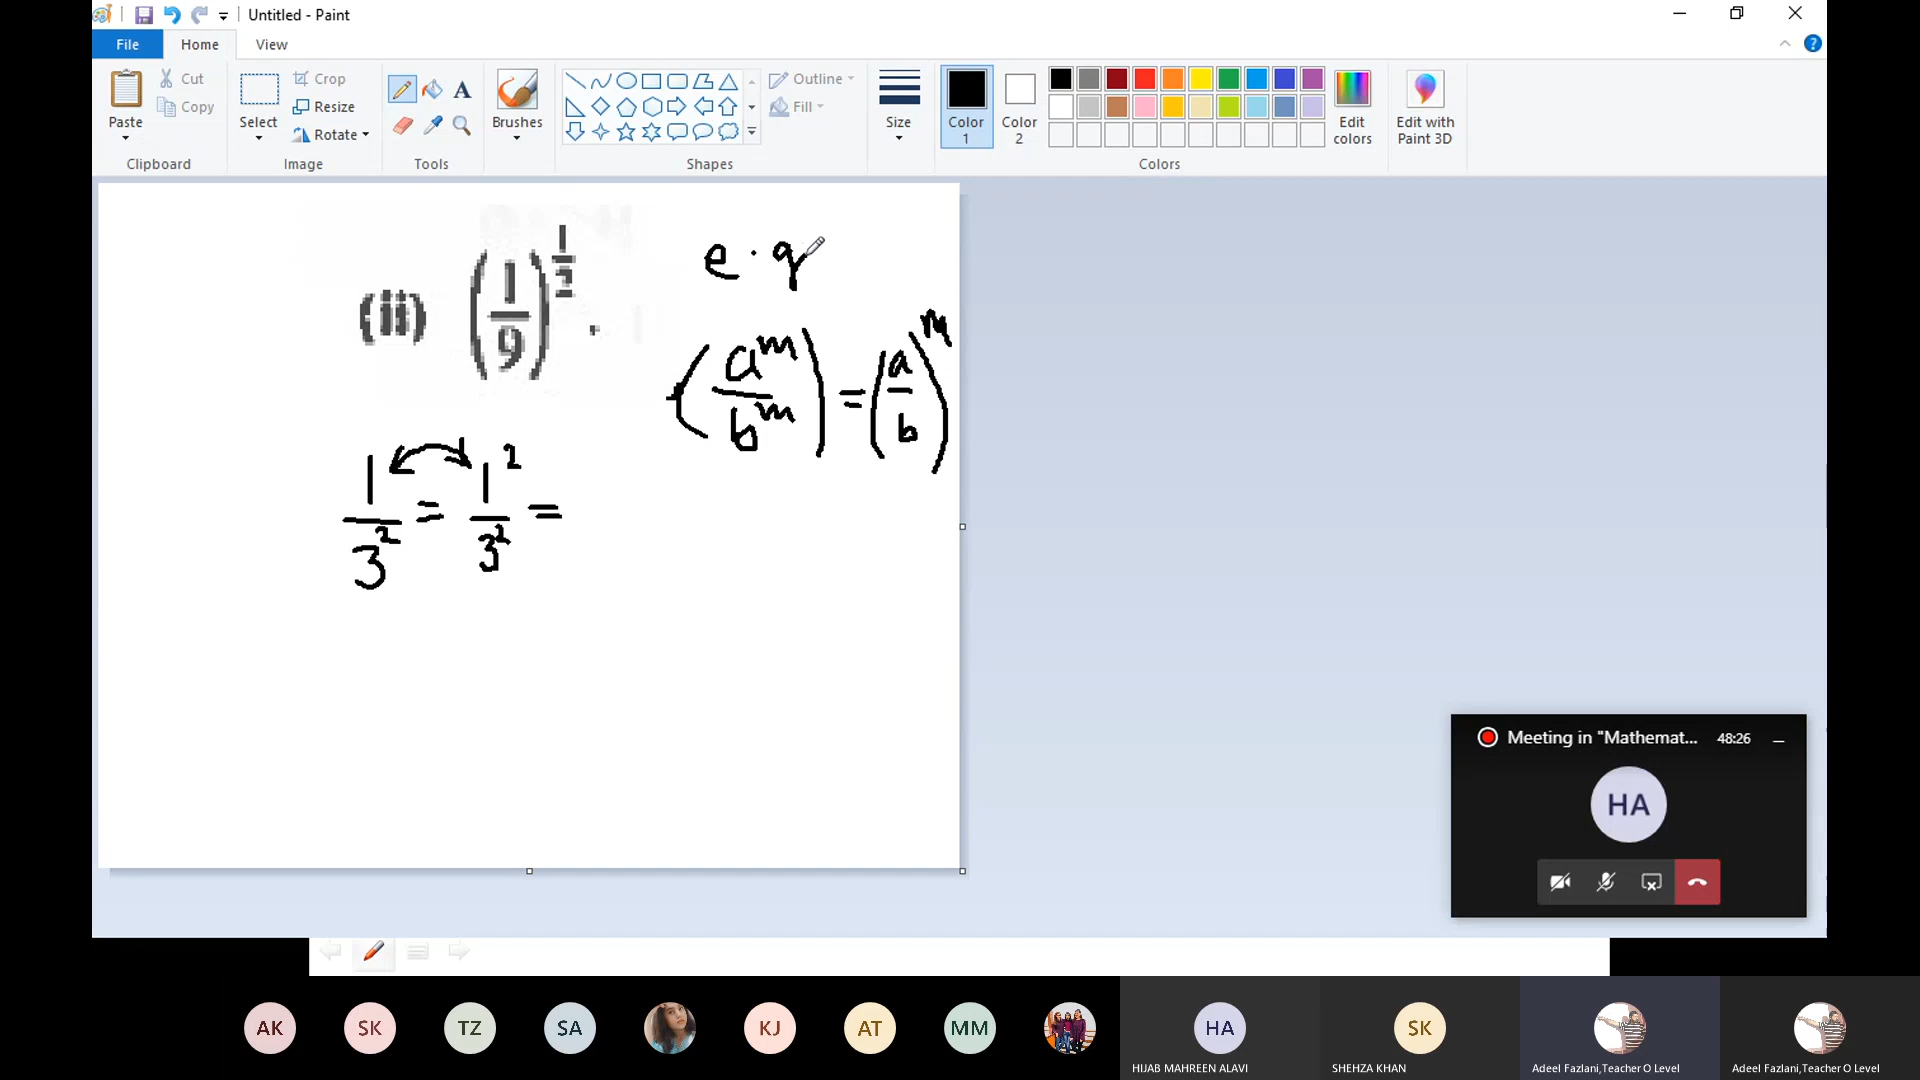 Untitled - Paint
File Home View
Paste Cut Copy Clipboard
Select Crop Resize Rotate Image
A Tools
Brushes
Outline Fill Shapes
Size
Color 1 Color 2 Edit colors Colors
Edit with Paint 3D
(ii) (1/9)^1/2 .
e . q
(a^m/b^m) = (a/b)^m
1/3^2 = 1^2/3^2 =
Meeting in "Mathemat... 48:26
HA
AK SK TZ SA KJ AT MM HA SK
HIJAB MAHREEN ALAVI SHEHZA KHAN Adeel Fazlani,Teacher O Level Adeel Fazlani,Teacher O Level